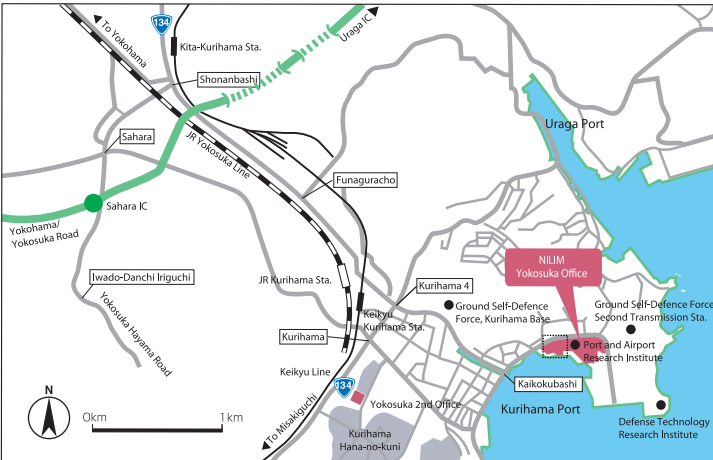 To Yokohama
134
Uraga IC
Kita-Kurihama Sta.
Shonanbashi
Uraga Port
Sahara
JR Yokosuka Line
Funaguracho
Sahara IC
Yokohama/
Yokosuka Road
NILIM
Yokosuka Office
Iwado-Danchi Iriguchi
JR Kurihama Sta.
Kurihama 4
Yokosuka Hayama Road
Ground Self-Defence
Force, Kurihama Base
Ground Self-Defence Force
Second Transmission Sta.
Keikyu
Kurihama Sta.
Kurihama
Port and Airport
Research Institute
Keikyu Line
134
Kaikokubashi
N
0km
1 km
Yokosuka 2nd Office
Kurihama Port
To Misakiguchi
Kurihama
Hana-no-kuni
Defense Technology
Research Institute